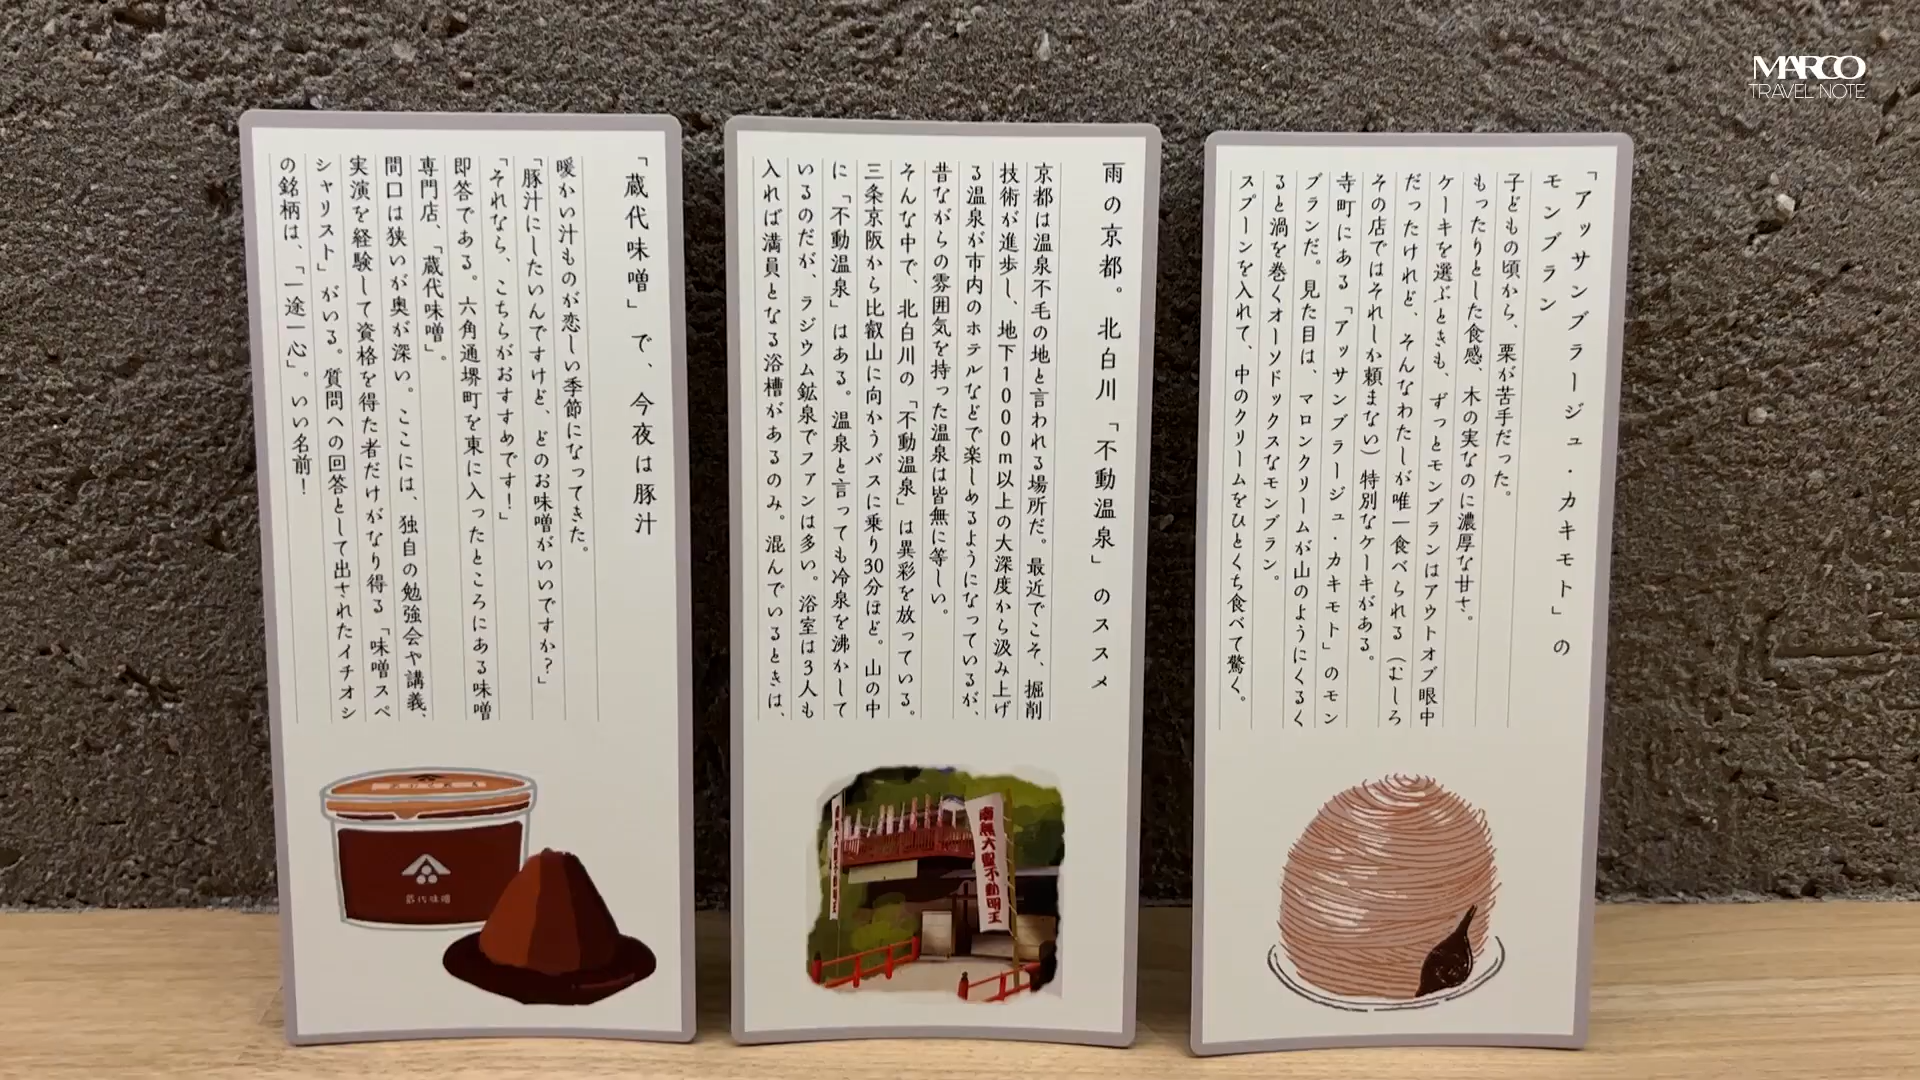 「アッサンブラージュ・カキモト」の
モンブラン
子どもの頃から、栗が苦手だった。
もったりとした食感、木の実なのに濃厚な甘さ。
ケーキを選ぶときも、ずっとモンブランはアウトオブ眼中
だったけれど、そんなわたしが唯一食べられる(むしろ
その店ではそれしか頼まない)特別なケーキがある。
寺町にある「アッサンブラージュ・カキモト」のモン
ブランだ。見た目は、マロンクリームが山のようにくるく
ると渦を巻くオーソドックスなモンブラン。
スプーンを入れて、中のクリームをひとくち食べて驚く。
雨の京都。北白川「不動温泉」のススメ
京都は温泉不毛の地と言われる場所だ。最近でこそ、掘削
技術が進歩し、地下1000m以上の大深度から汲み上げ
る温泉が市内のホテルなどで楽しめるようになっているが、
昔ながらの雰囲気を持った温泉は皆無に等しい。
そんな中で、北白川の「不動温泉」は異彩を放っている。
三条京阪から比叡山に向かうバスに乗り30分ほど。山の中
に「不動温泉」はある。温泉と言っても冷泉を沸かして
いるのだが、ラジウム鉱泉でファンは多い。浴室は3人も
入れば満員となる浴槽があるのみ。混んでいるときは、
南無大聖不動明王
「蔵代味噌」で、今夜は豚汁
暖かい汁ものが恋しい季節になってきた。
「豚汁にしたいんですけど、どのお味噌がいいですか?」
「それなら、こちらがおすすめです!」
即答である。六角通堺町を東に入ったところにある味噌
専門店、「蔵代味噌」。
間口は狭いが奥が深い。ここには、独自の勉強会や講義、
実演を経験して資格を得た者だけがなり得る「味噌スペ
シャリスト」がいる。質問への回答として出されたイチオシ
の銘柄は、「一途一心」。いい名前!
蔵代味噌
MARCO
TRAVEL NOTE